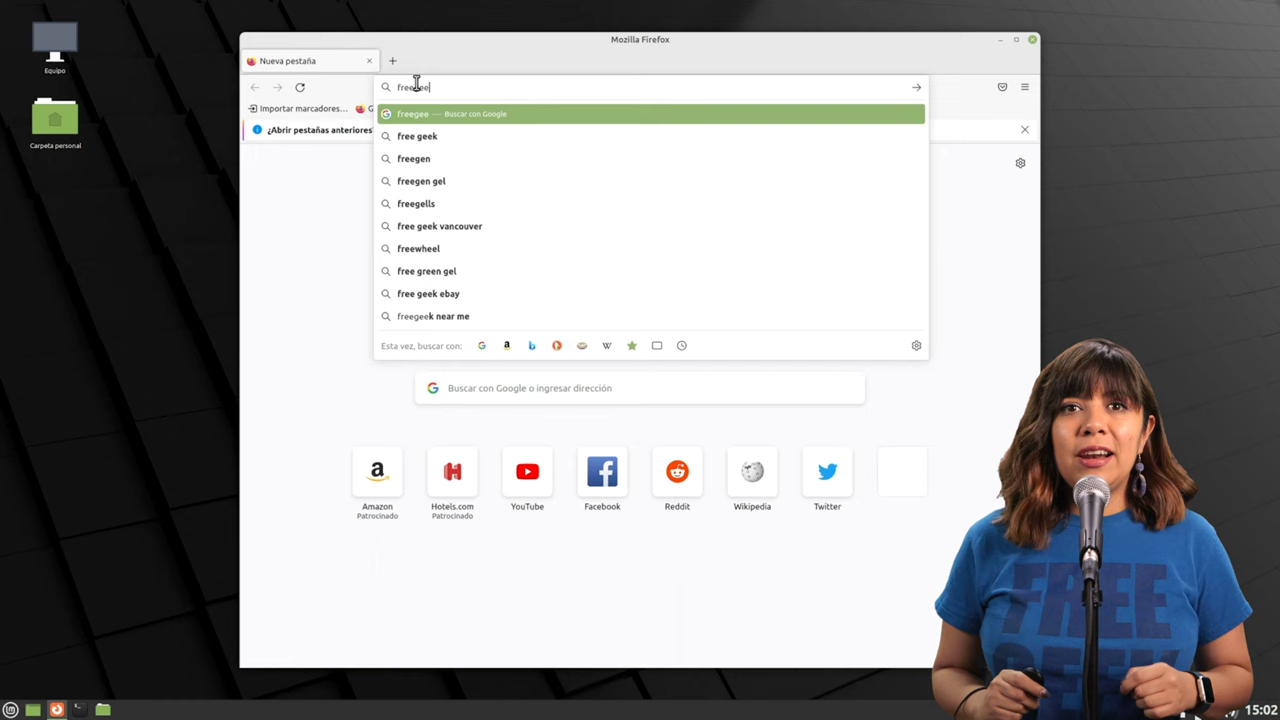 Equipo
Carpeta personal
Mozilla Firefox
Nueva pestaña
Importar marcadores...
G
¿Abrir pestañas anteriores?
freegee — Buscar con Google
free geek
freegen
freegen gel
freegells
free geek vancouver
freewheel
free green gel
free geek ebay
freegeek near me
Esta vez, buscar con:
Buscar con Google o ingresar dirección
Amazon
Patrocinado
Hotels.com
Patrocinado
YouTube
Facebook
Reddit
Wikipedia
Twitter
FREE
GEEK
15:02